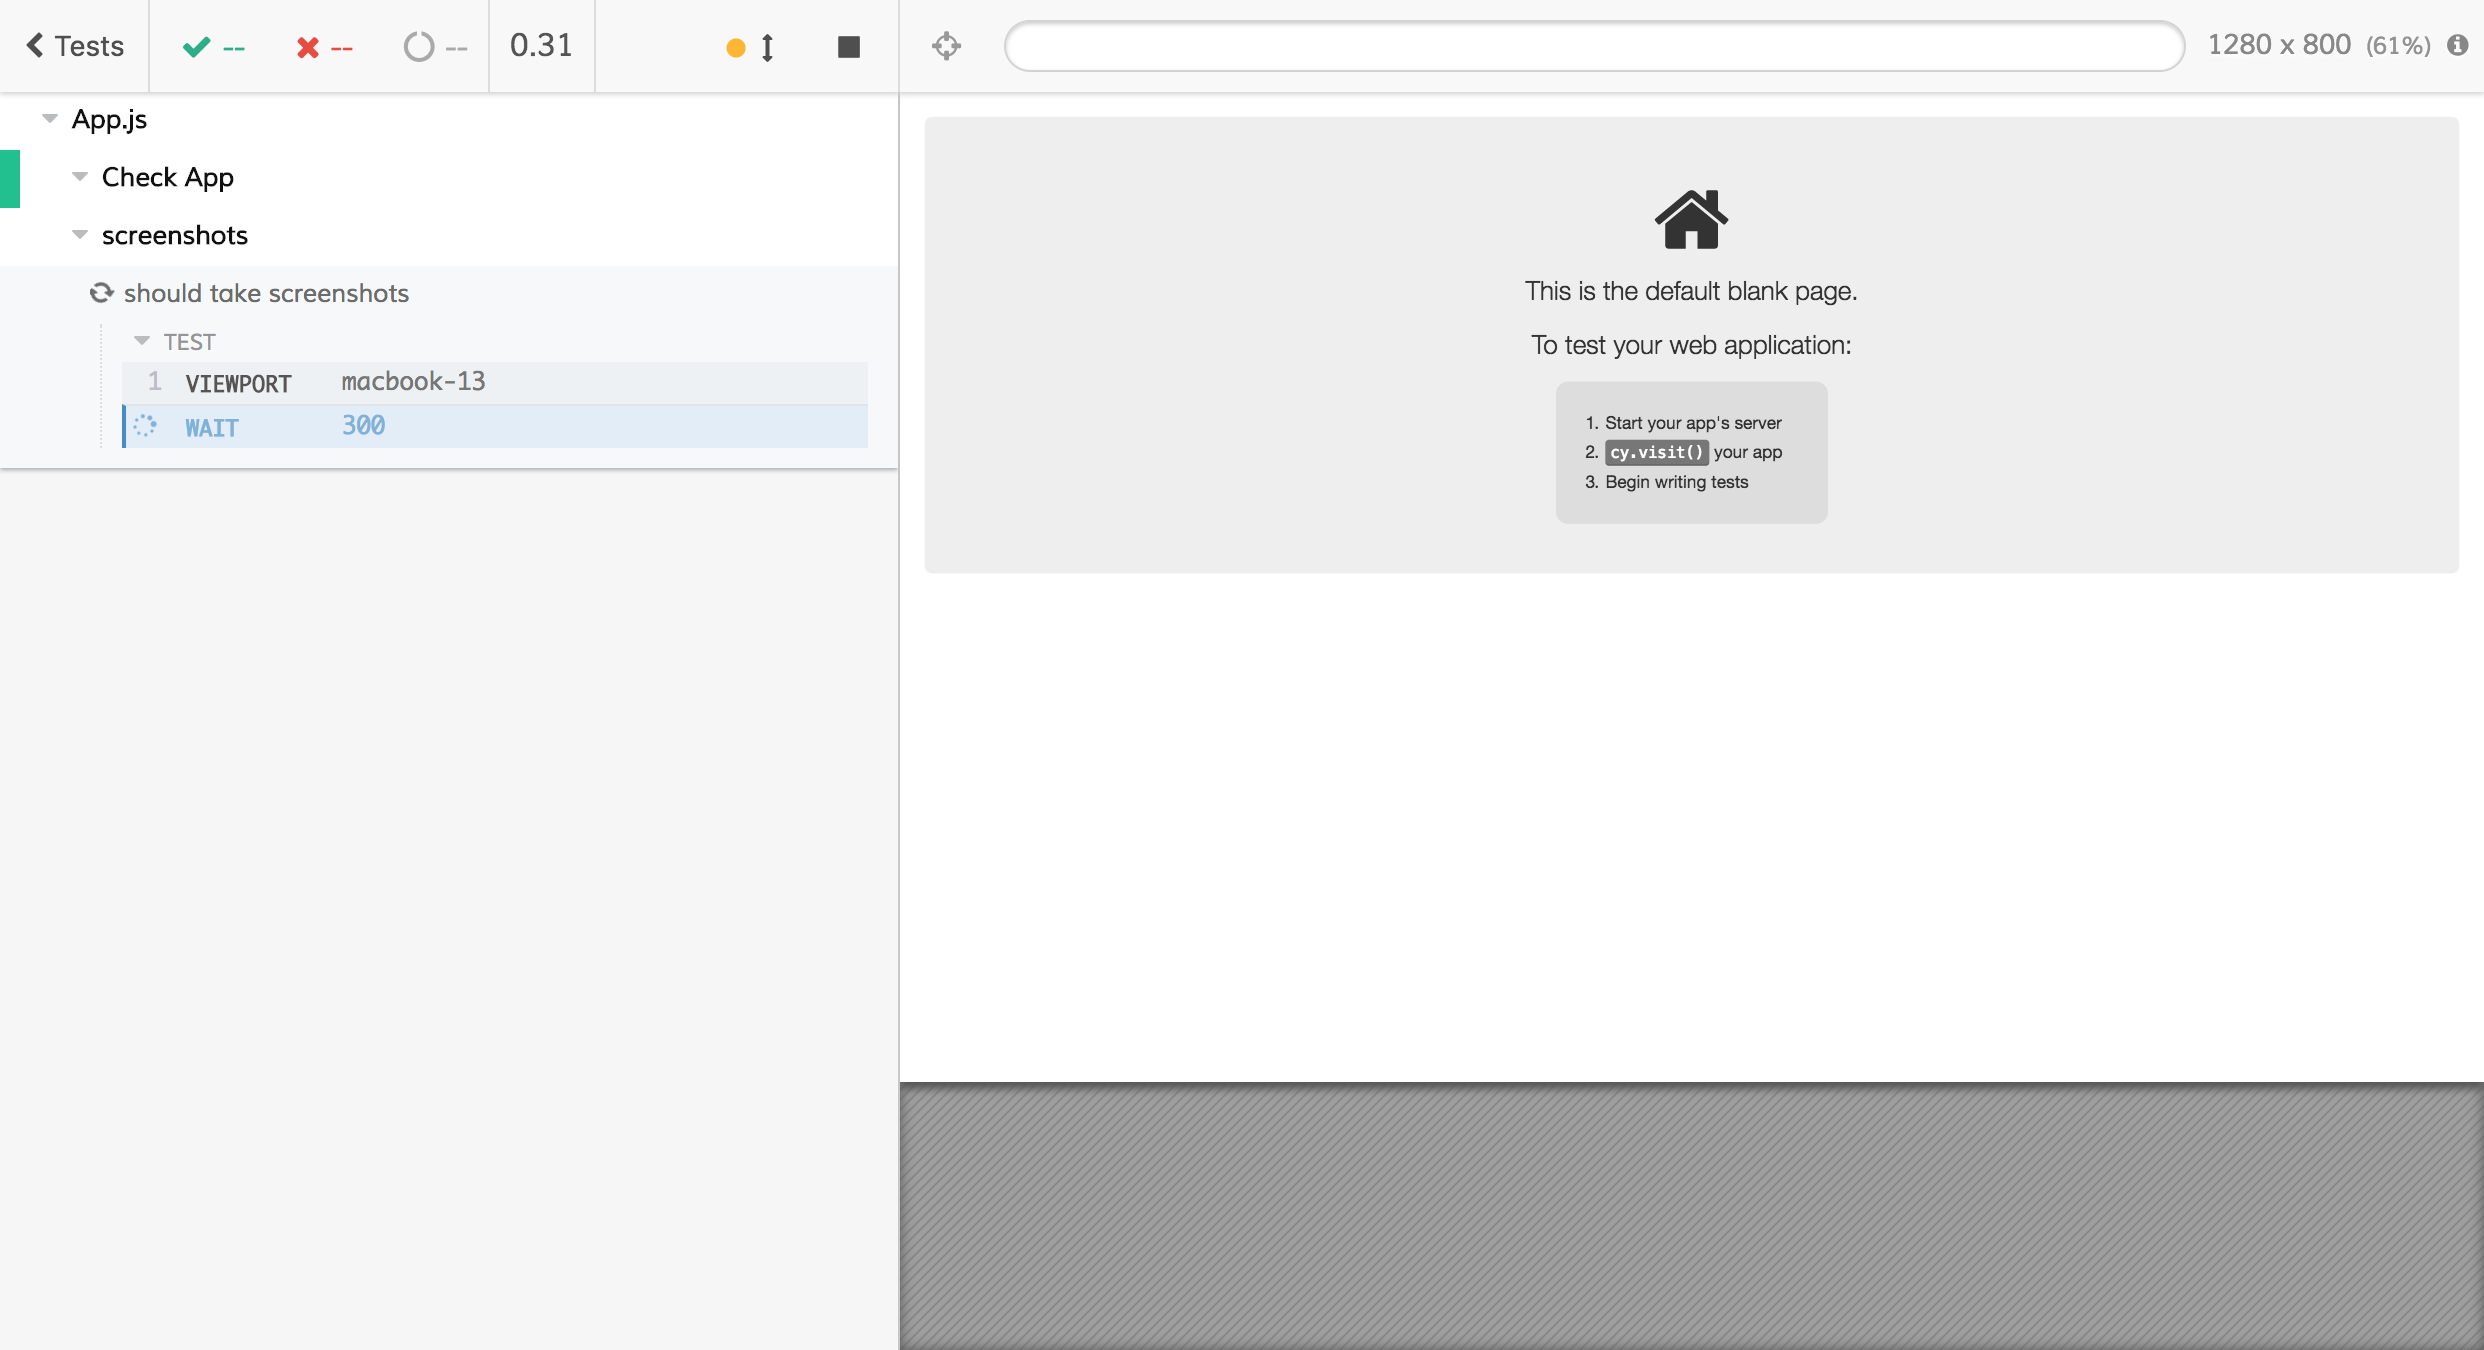 Tests -- -- -- 0.31
1280 x 800 (61%)
App.js
Check App
screenshots
should take screenshots
TEST
1 VIEWPORT macbook-13
WAIT 300
This is the default blank page.
To test your web application:
1. Start your app's server
2. cy.visit() your app
3. Begin writing tests